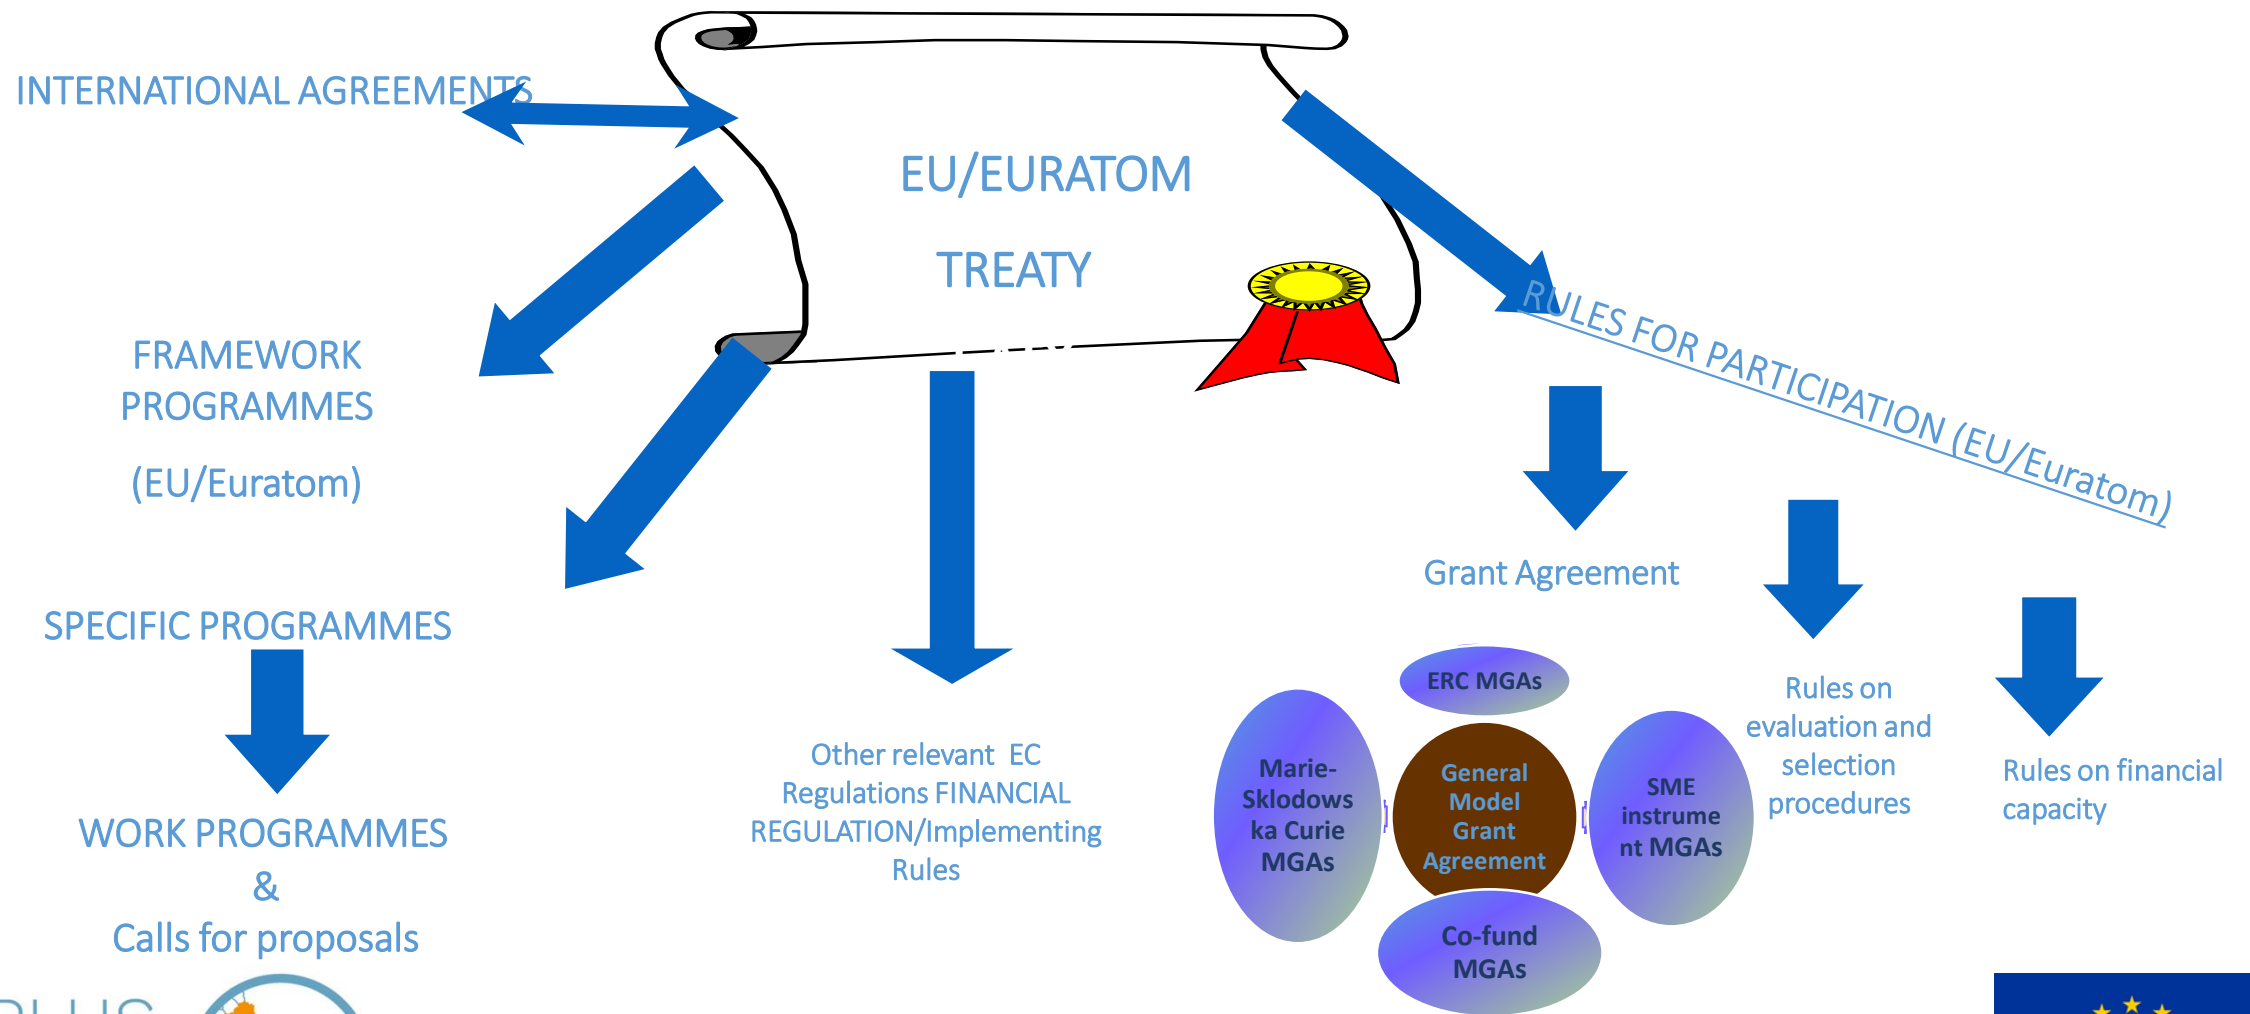 INTERNATIONAL AGREEMENTS
EU/EURATOM
TREATY
FRAMEWORK
PROGRAMMES
(EU/Euratom)
SPECIFIC PROGRAMMES
WORK PROGRAMMES
&
Calls for proposals
Other relevant EC
Regulations FINANCIAL
REGULATION/Implementing
Rules
RULES FOR PARTICIPATION (EU/Euratom)
Grant Agreement
ERC MGAs
Marie-
Sklodows
ka Curie
MGAs
General
Model
Grant
Agreement
SME
instrume
nt MGAs
Co-fund
MGAs
Rules on
evaluation and
selection
procedures
Rules on financial
capacity
PLUS